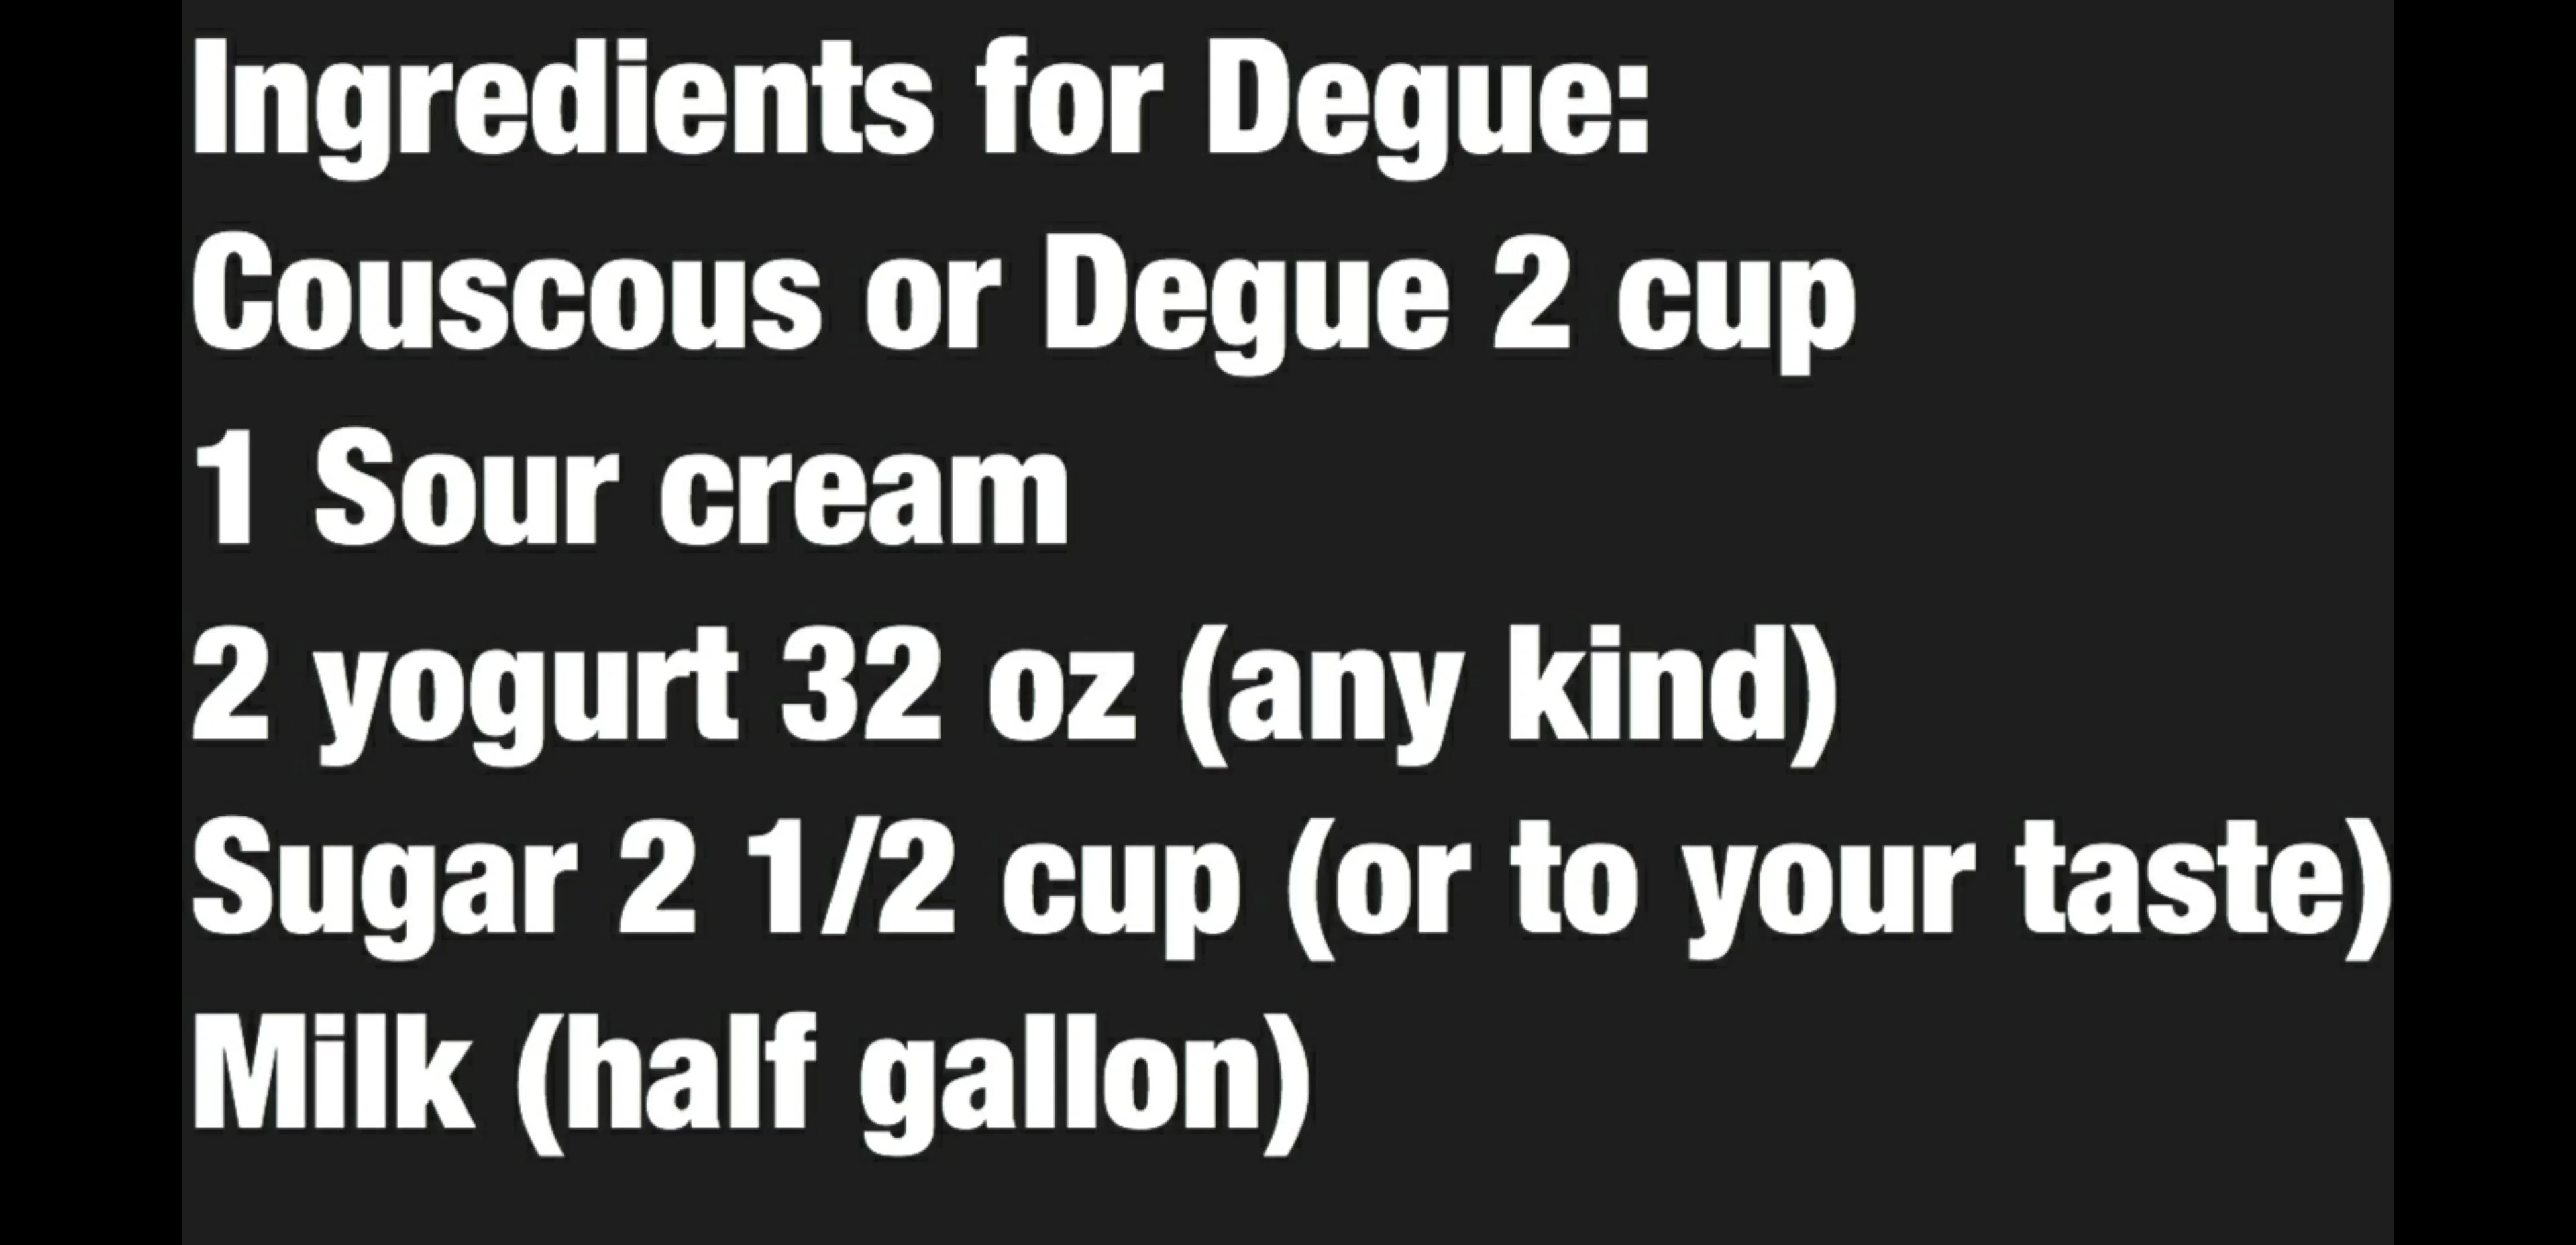 Ingredients for Degue:
Couscous or Degue 2 cup
1 Sour cream
2 yogurt 32 oz (any kind)
Sugar 2 1/2 cup (or to your taste)
Milk (half gallon)